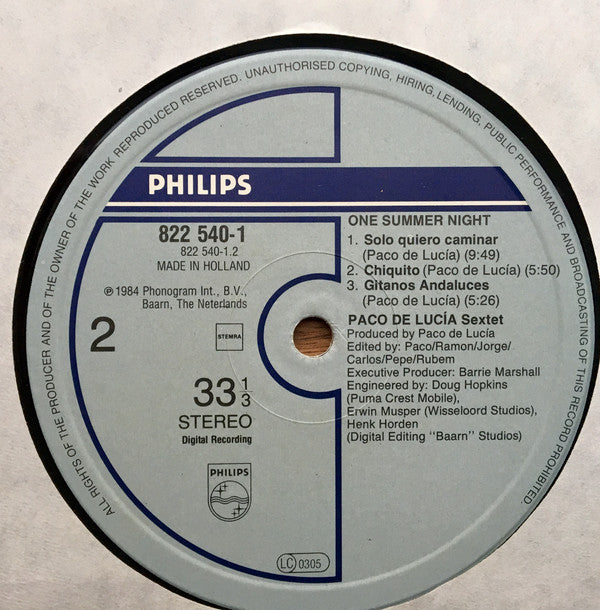 ALL RIGHTS OF THE PRODUCER AND OF THE OWNER OF THE WORK REPRODUCED RESERVED. UNAUTHORISED COPYING, HIRING, LENDING, PUBLIC PERFORMANCE AND BROADCASTING OF THIS RECORD PROHIBITED.
PHILIPS
822 540-1
822 540-1.2
MADE IN HOLLAND
℗ 1984 Phonogram Int., B.V.,
Baarn, The Neterlands
2
STEMRA
33 1/3
STEREO
Digital Recording
PHILIPS
LC 0305
ONE SUMMER NIGHT
1. Solo quiero caminar
(Paco de Lucía) (9:49)
2. Chiquito (Paco de Lucía) (5:50)
3. Gitanos Andaluces
(Paco de Lucía) (5:26)
PACO DE LUCÍA Sextet
Produced by Paco de Lucía
Edited by: Paco/Ramon/Jorge/
Carlos/Pepe/Rubem
Executive Producer: Barrie Marshall
Engineered by: Doug Hopkins
(Puma Crest Mobile),
Erwin Musper (Wisseloord Studios),
Henk Horden
(Digital Editing "Baarn" Studios)